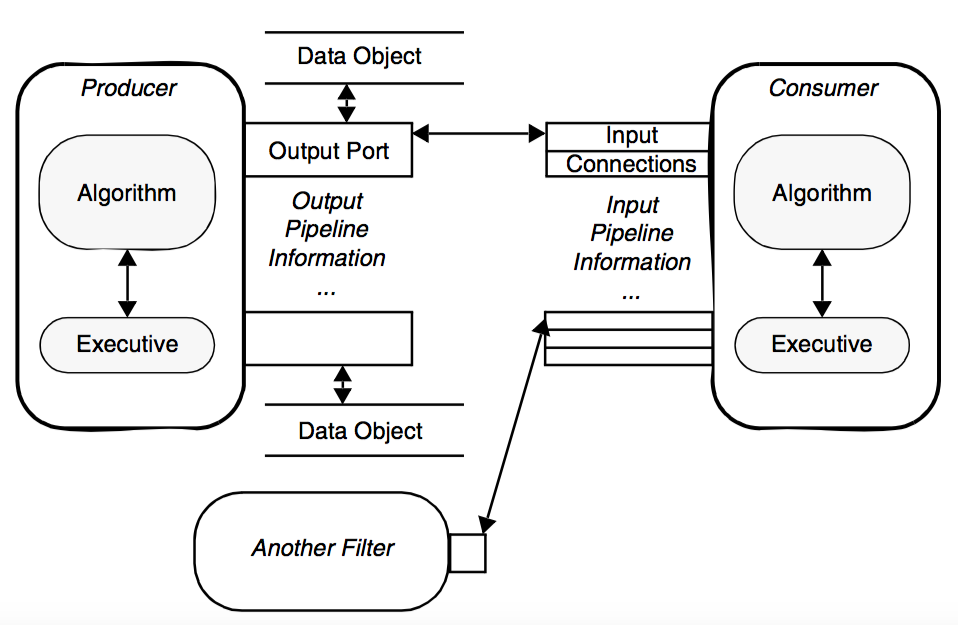 Data Object
Producer
Consumer
Output Port
Input
Connections
Algorithm
Algorithm
Output
Pipeline
Information
...
Input
Pipeline
Information
...
Executive
Executive
Data Object
Another Filter